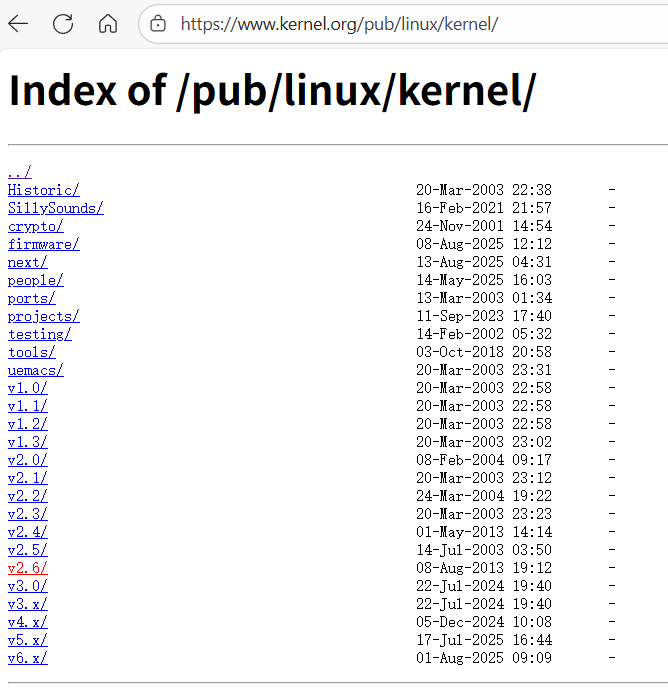 https://www.kernel.org/pub/linux/kernel/
Index of /pub/linux/kernel/
../
Historic/ 20-Mar-2003 22:38 -
SillySounds/ 16-Feb-2021 21:57 -
crypto/ 24-Nov-2001 14:54 -
firmware/ 08-Aug-2025 12:12 -
next/ 13-Aug-2025 04:31 -
people/ 14-May-2025 16:03 -
ports/ 13-Mar-2003 01:34 -
projects/ 11-Sep-2023 17:40 -
testing/ 14-Feb-2002 05:32 -
tools/ 03-Oct-2018 20:58 -
uemacs/ 20-Mar-2003 23:31 -
v1.0/ 20-Mar-2003 22:58 -
v1.1/ 20-Mar-2003 22:58 -
v1.2/ 20-Mar-2003 22:58 -
v1.3/ 20-Mar-2003 23:02 -
v2.0/ 08-Feb-2004 09:17 -
v2.1/ 20-Mar-2003 23:12 -
v2.2/ 24-Mar-2004 19:22 -
v2.3/ 20-Mar-2003 23:23 -
v2.4/ 01-May-2013 14:14 -
v2.5/ 14-Jul-2003 03:50 -
v2.6/ 08-Aug-2013 19:12 -
v3.0/ 22-Jul-2024 19:40 -
v3.x/ 22-Jul-2024 19:40 -
v4.x/ 05-Dec-2024 10:08 -
v5.x/ 17-Jul-2025 16:44 -
v6.x/ 01-Aug-2025 09:09 -